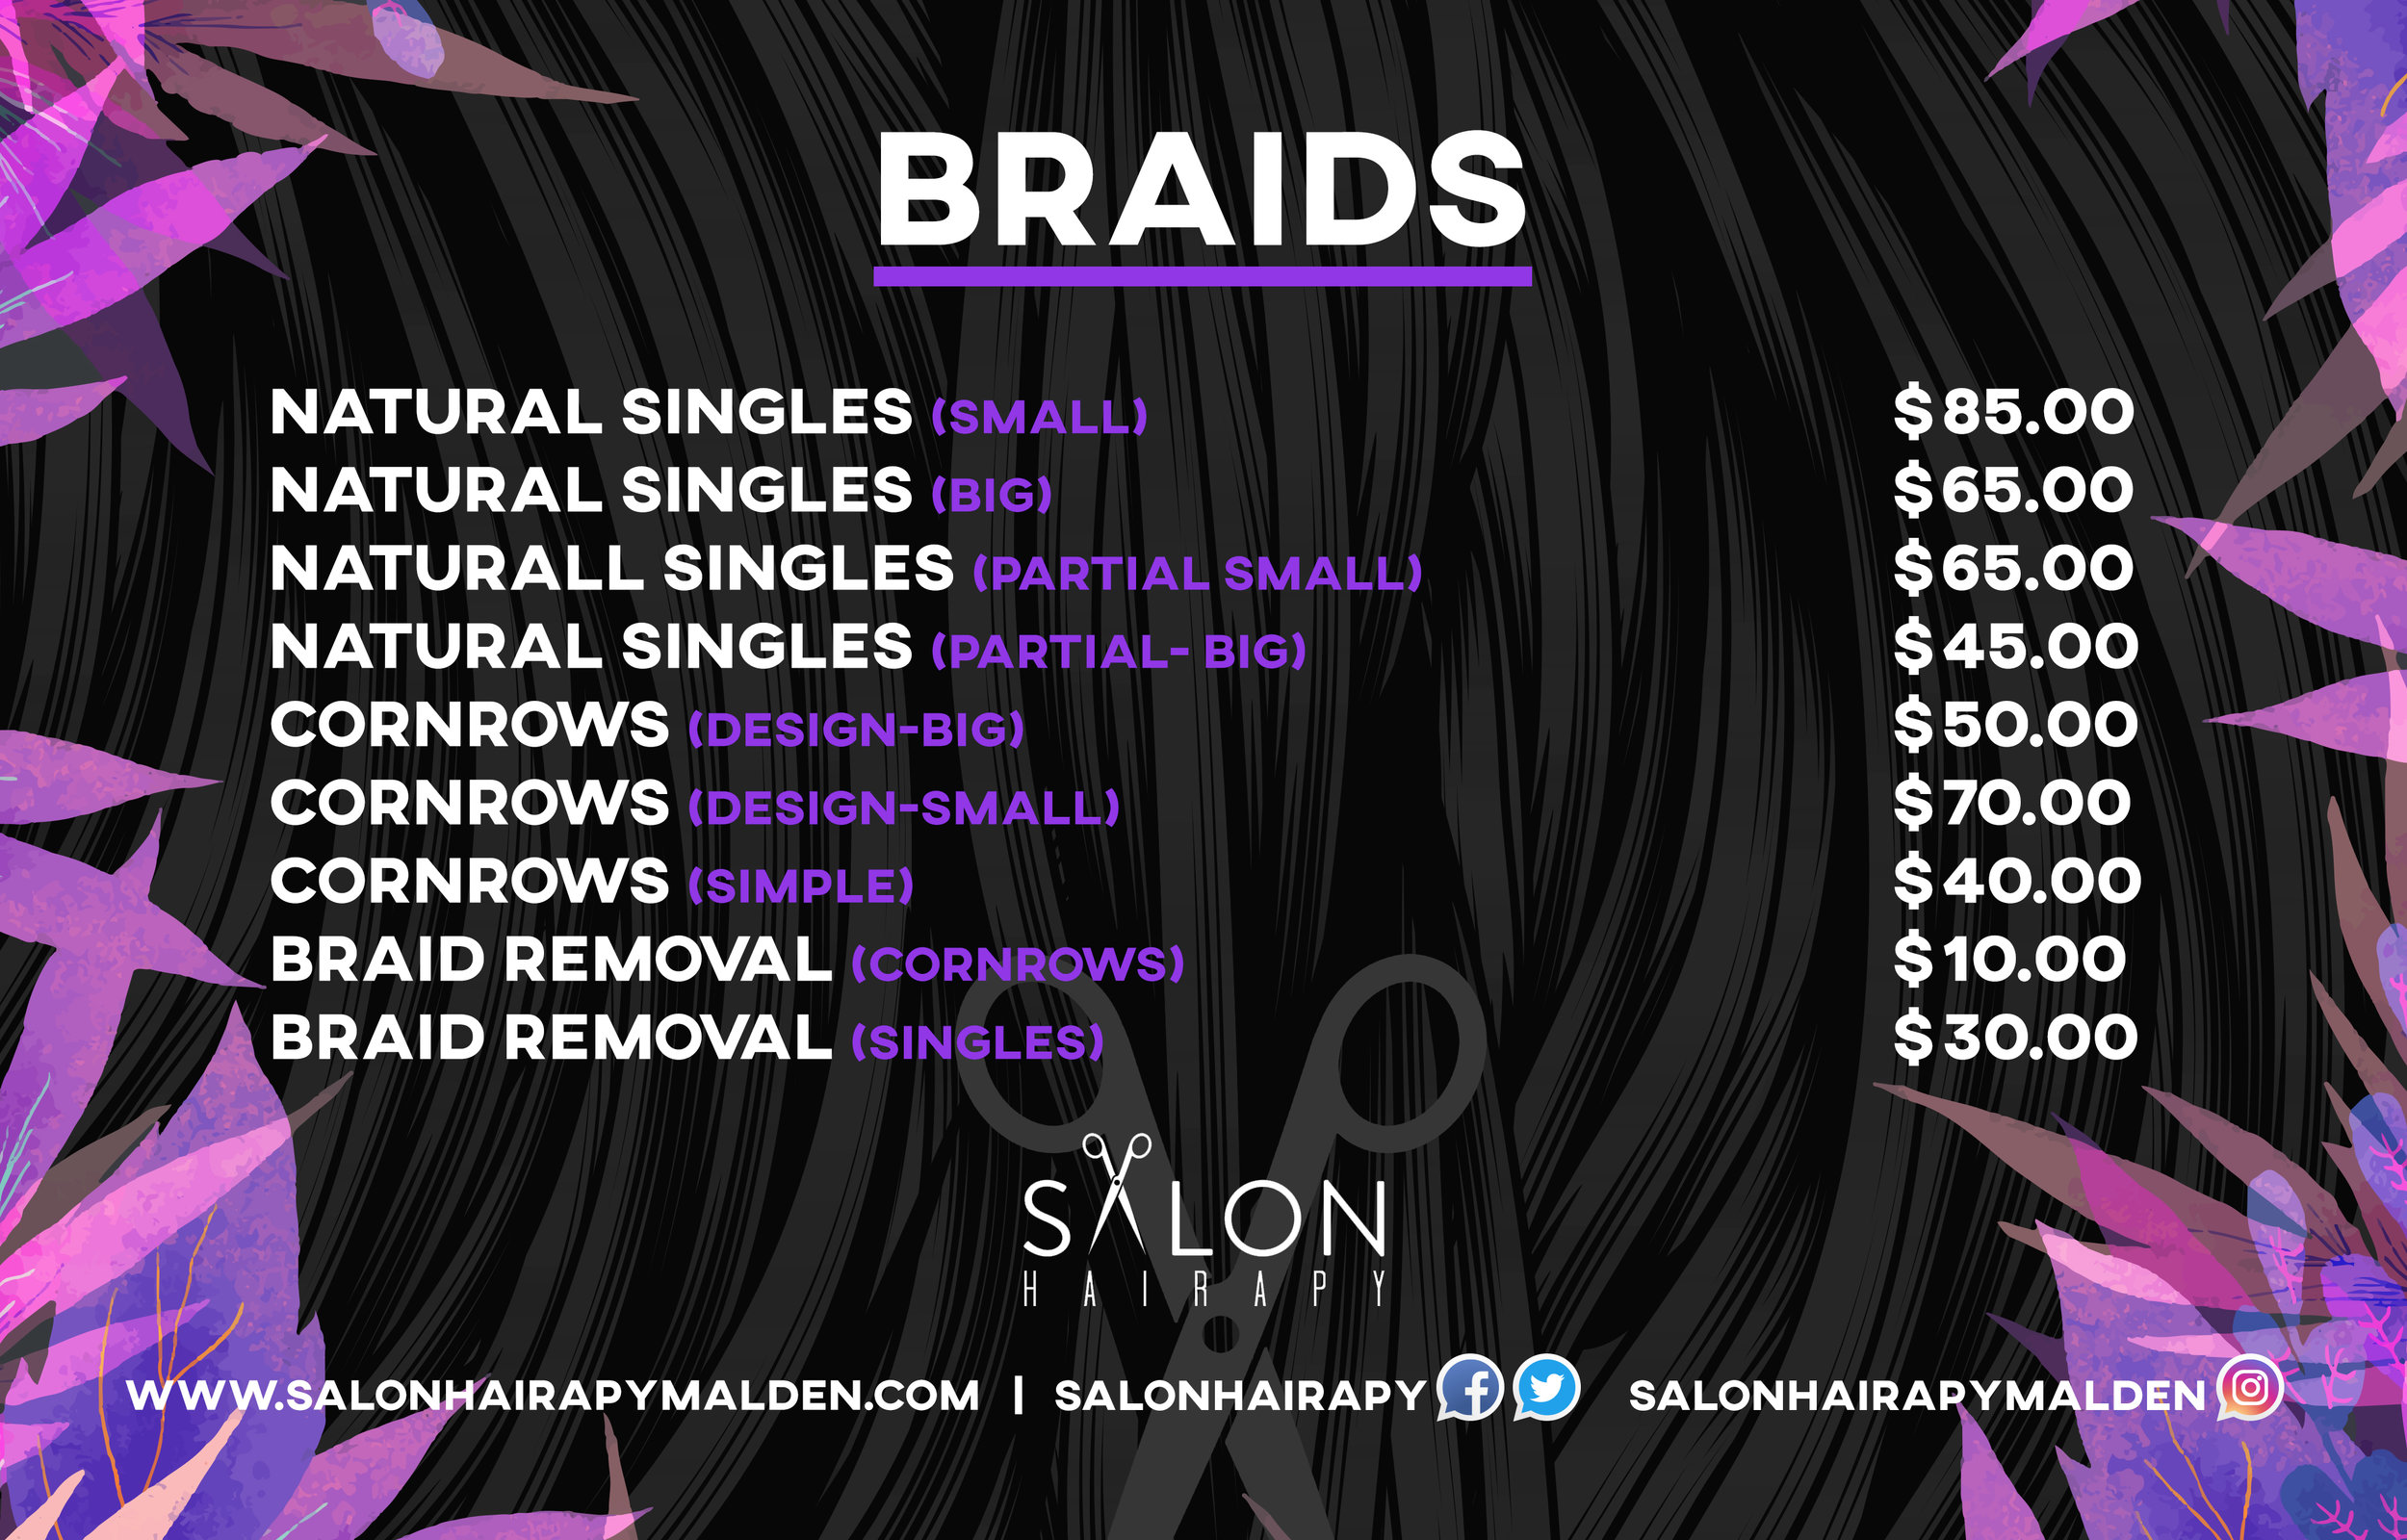 BRAIDS
NATURAL SINGLES (SMALL) $85.00
NATURAL SINGLES (BIG) $65.00
NATURALL SINGLES (PARTIAL SMALL) $65.00
NATURAL SINGLES (PARTIAL- BIG) $45.00
CORNROWS (DESIGN-BIG) $50.00
CORNROWS (DESIGN-SMALL) $70.00
CORNROWS (SIMPLE) $40.00
BRAID REMOVAL (CORNROWS) $10.00
BRAID REMOVAL (SINGLES) $30.00
SALON
HAIRAPY
WWW.SALONHAIRAPYMALDEN.COM | SALONHAIRAPY SALONHAIRAPYMALDEN